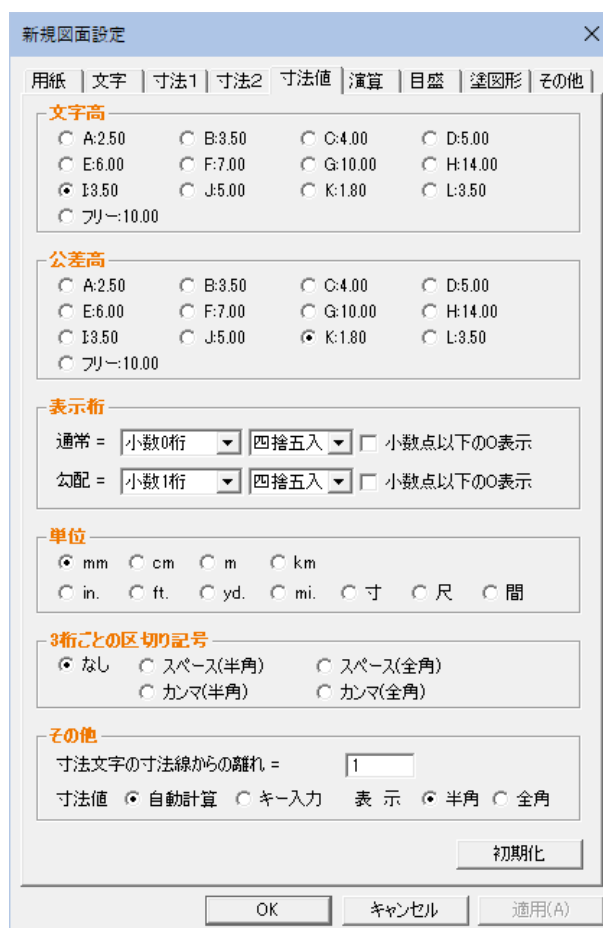 新規図面設定
用紙 文字 寸法1 寸法2 寸法値 演算 目盛 塗図形 その他
文字高
A:2.50 B:3.50 C:4.00 D:5.00
E:6.00 F:7.00 G:10.00 H:14.00
I:3.50 J:5.00 K:1.80 L:3.50
フリー:10.00
公差高
A:2.50 B:3.50 C:4.00 D:5.00
E:6.00 F:7.00 G:10.00 H:14.00
I:3.50 J:5.00 K:1.80 L:3.50
フリー:10.00
表示桁
通常 = 小数0桁 四捨五入 小数点以下の0表示
勾配 = 小数1桁 四捨五入 小数点以下の0表示
単位
mm cm m km
in. ft. yd. mi. 寸 尺 間
3桁ごとの区切り記号
なし スペース(半角) スペース(全角)
カンマ(半角) カンマ(全角)
その他
寸法文字の寸法線からの離れ = 1
寸法値 自動計算 キー入力 表 示 半角 全角
初期化
OK キャンセル 適用(A)